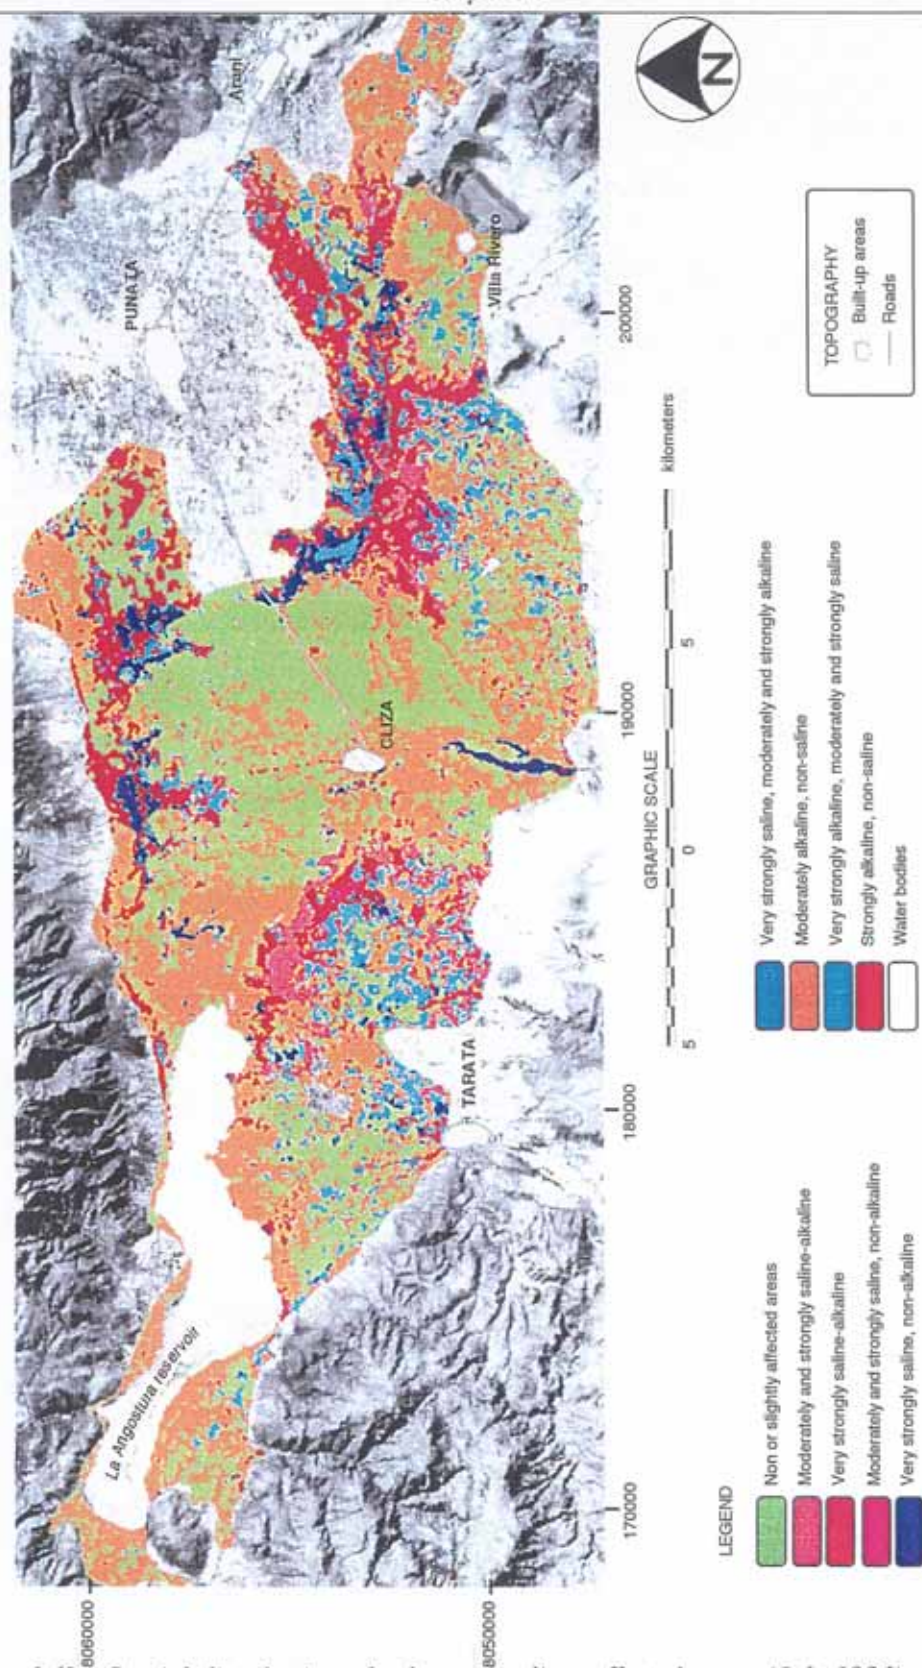 N
Arani
PUNATA
Villa Rivero
CLIZA
TARATA
La Angostura reservoir
8060000
8050000
170000
180000
190000
200000
GRAPHIC SCALE
5 0 5 kilometers
TOPOGRAPHY
Built-up areas
Roads
LEGEND
Non or slightly affected areas
Moderately and strongly saline-alkaline
Very strongly saline-alkaline
Moderately and strongly saline, non-alkaline
Very strongly saline, non-alkaline
Very strongly saline, moderately and strongly alkaline
Moderately alkaline, non-saline
Very strongly alkaline, moderately and strongly saline
Strongly alkaline, non-saline
Water bodies